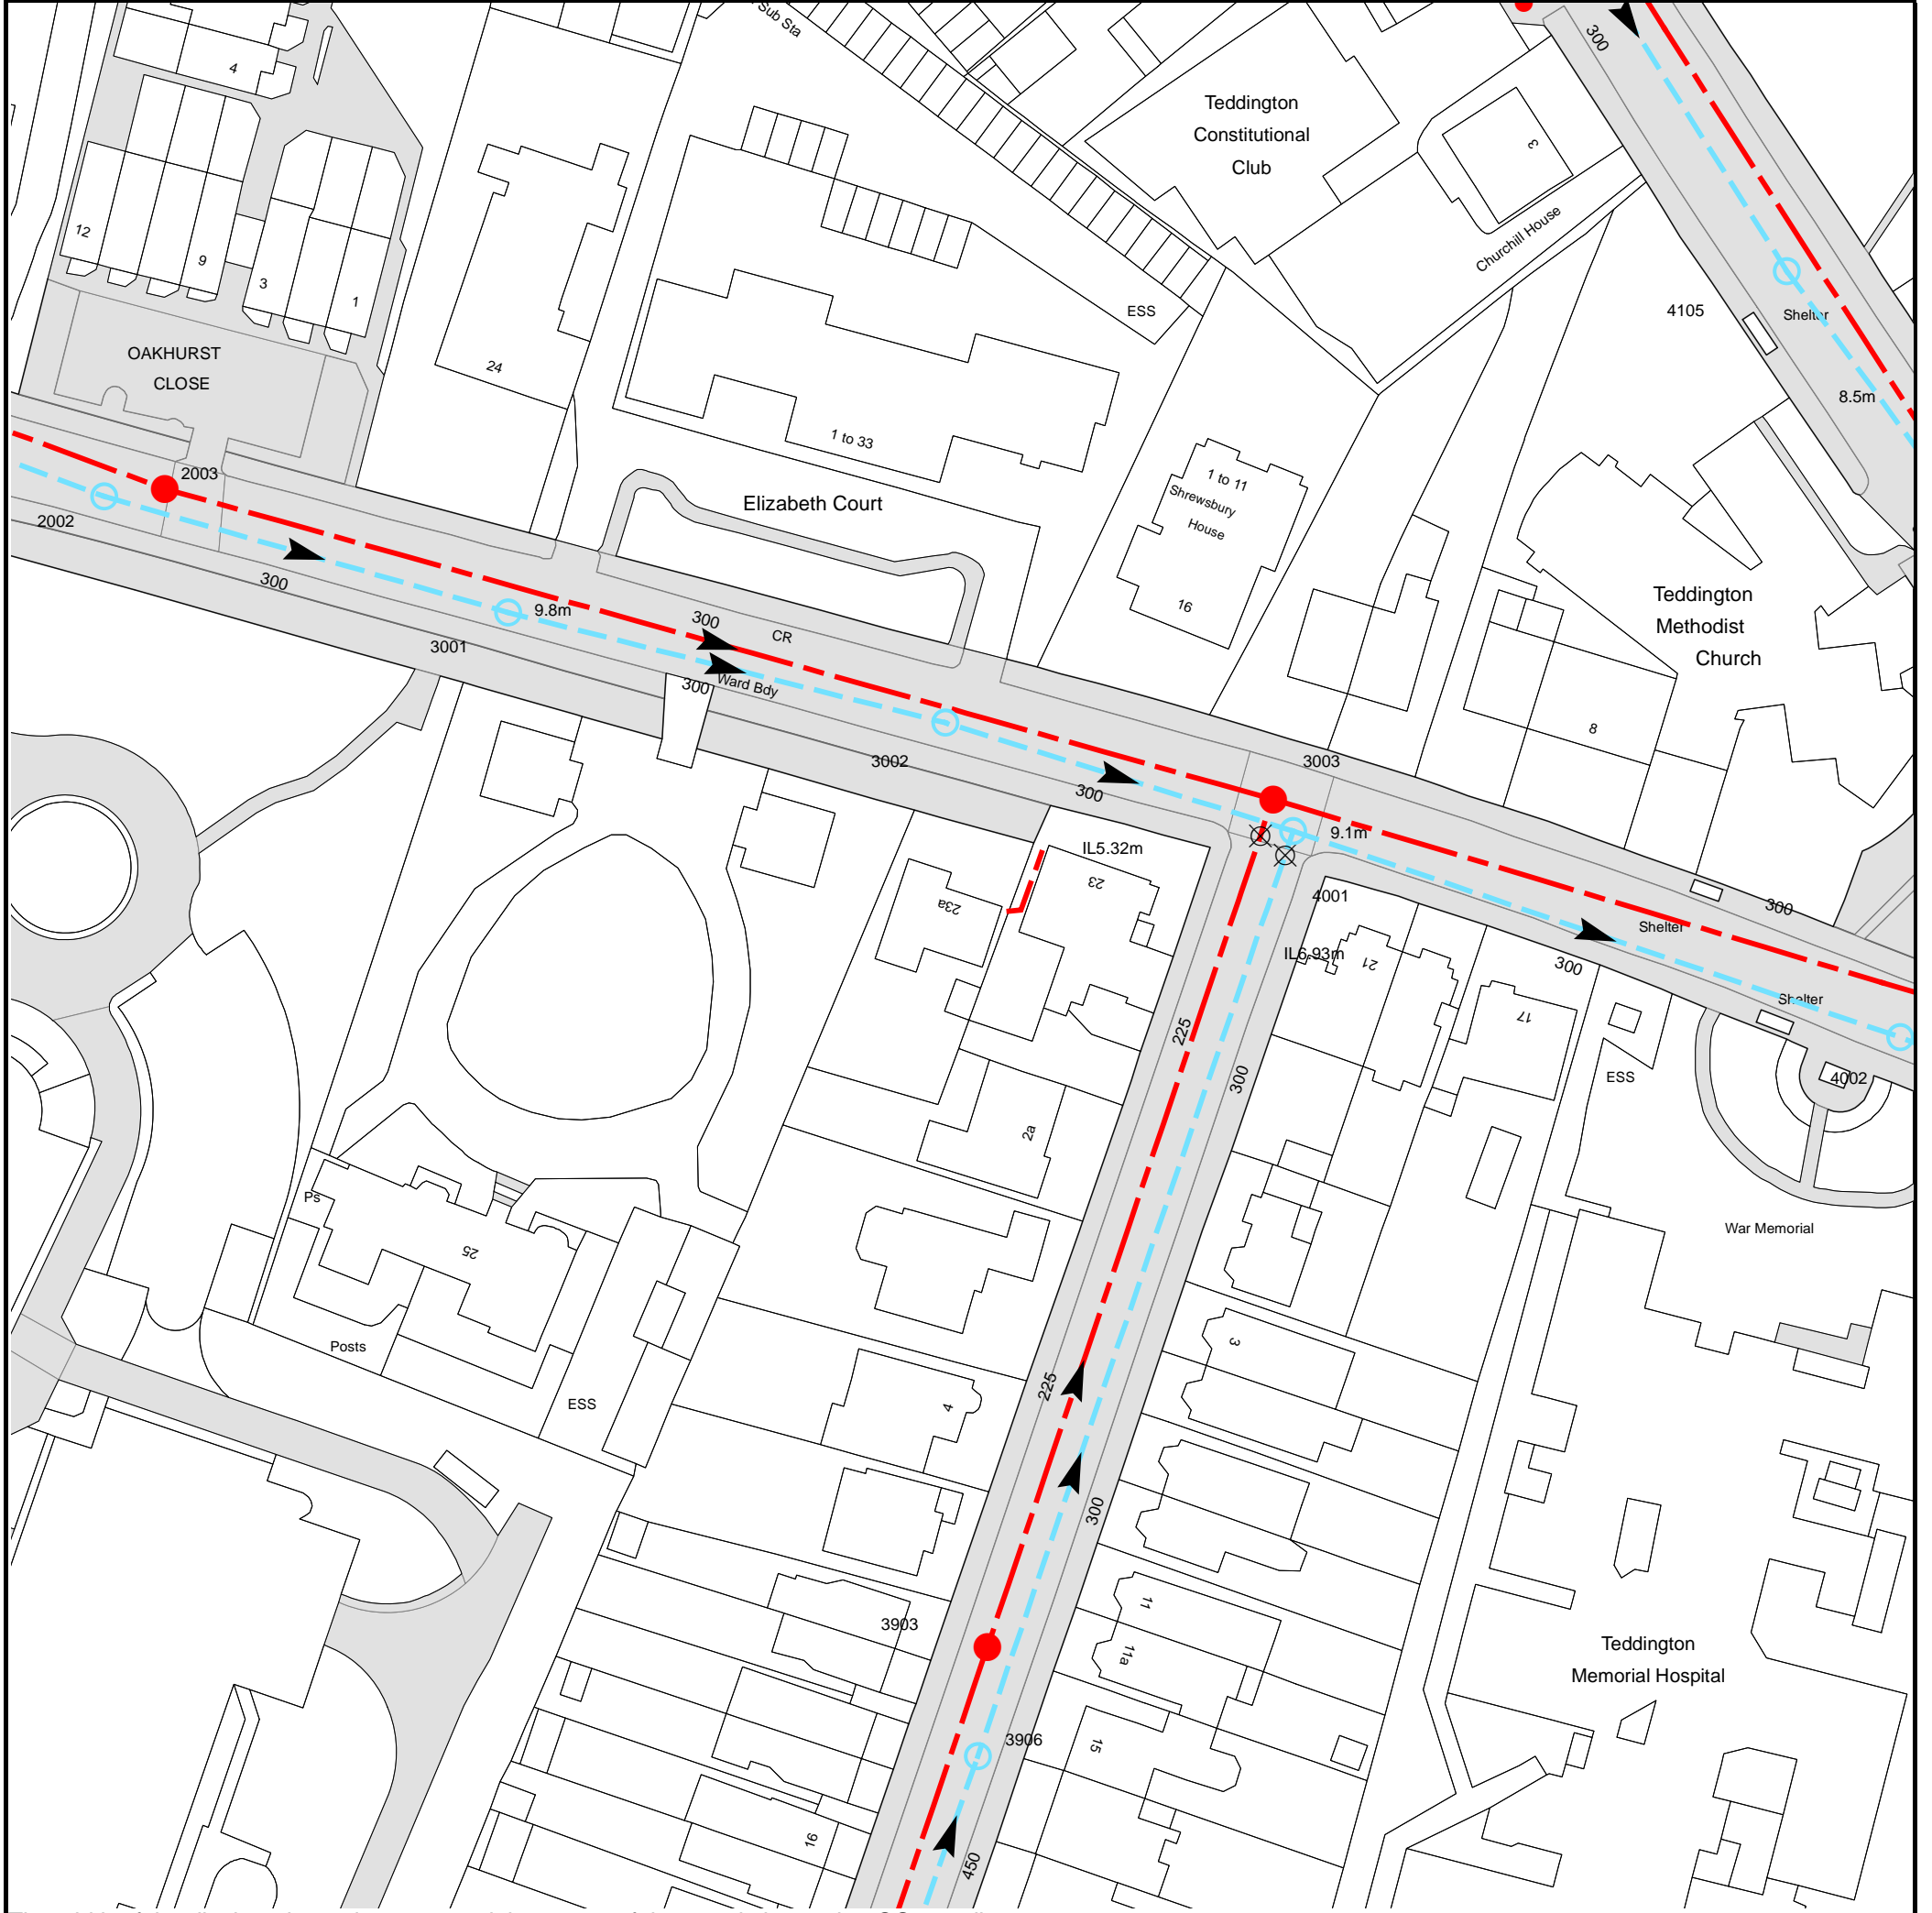 Sub Sta
300
4
Teddington
Constitutional
Club
3
Churchill House
12
9
3
1
ESS
4105
Shelter
OAKHURST
CLOSE
24
8.5m
1 to 33
2003
1 to 11
Shrewsbury
House
Elizabeth Court
2002
300
9.8m
300
CR
16
Teddington
Methodist
Church
3001
300
Ward Bdy
8
3002
3003
300
9.1m
IL5.32m
23
23a
4001
300
Shelter
IL6.93m
21
300
Shelter
17
225
300
ESS
4002
2a
Ps
War Memorial
25
3
Posts
225
4
ESS
300
11
3903
11a
Teddington
Memorial Hospital
3906
15
16
450